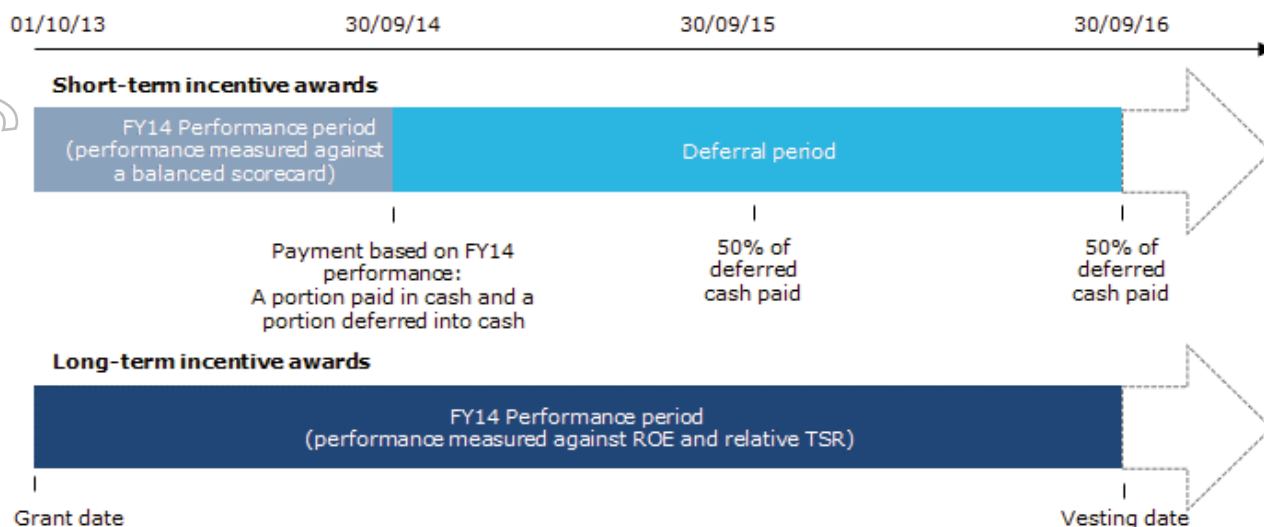 01/10/13 30/09/14 30/09/15 30/09/16
Short-term incentive awards
FY14 Performance period
(performance measured against
a balanced scorecard)
Deferral period
Payment based on FY14
performance:
A portion paid in cash and a
portion deferred into cash
50% of
deferred
cash paid
50% of
deferred
cash paid
Long-term incentive awards
FY14 Performance period
(performance measured against ROE and relative TSR)
Grant date
Vesting date